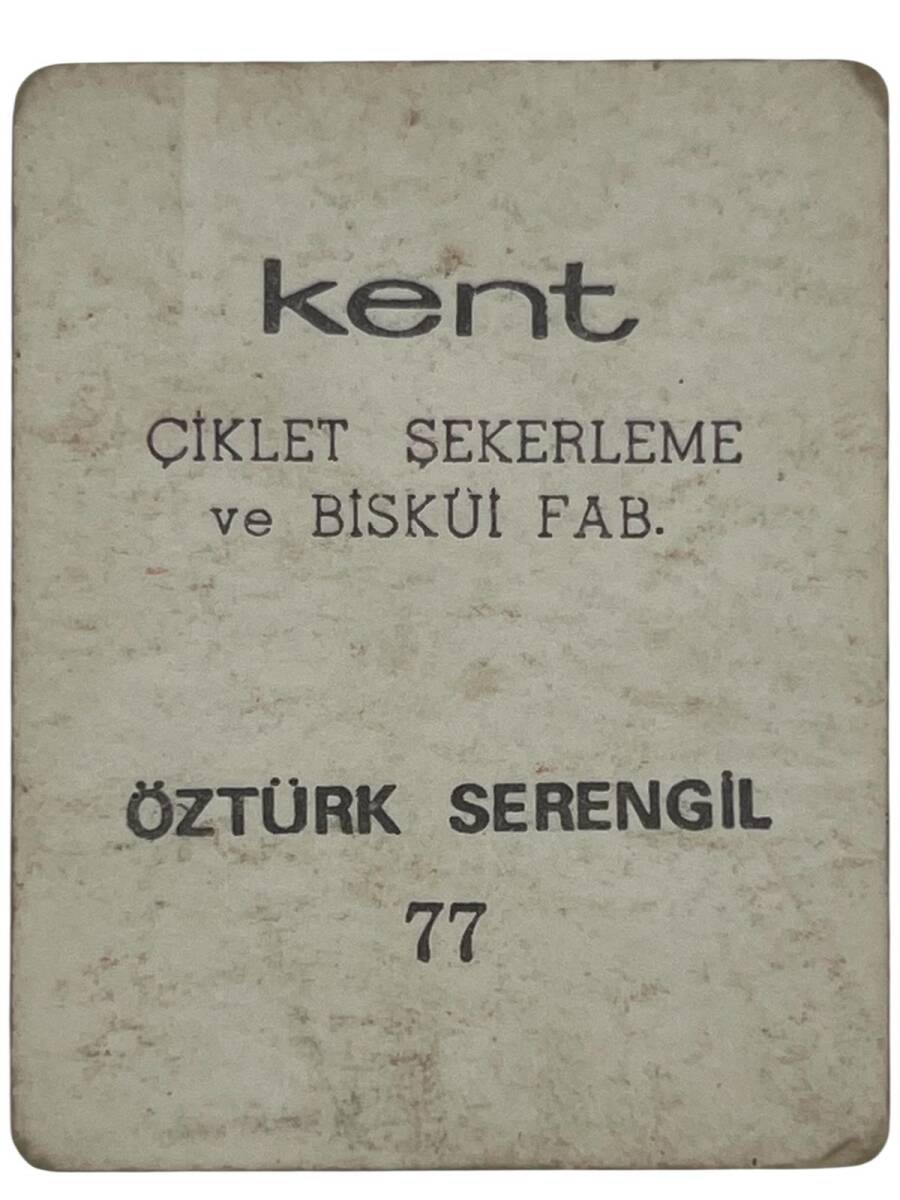 kent
ÇİKLET ŞEKERLEME
ve BİSKÜİ FAB.
ÖZTÜRK SERENGİL
77